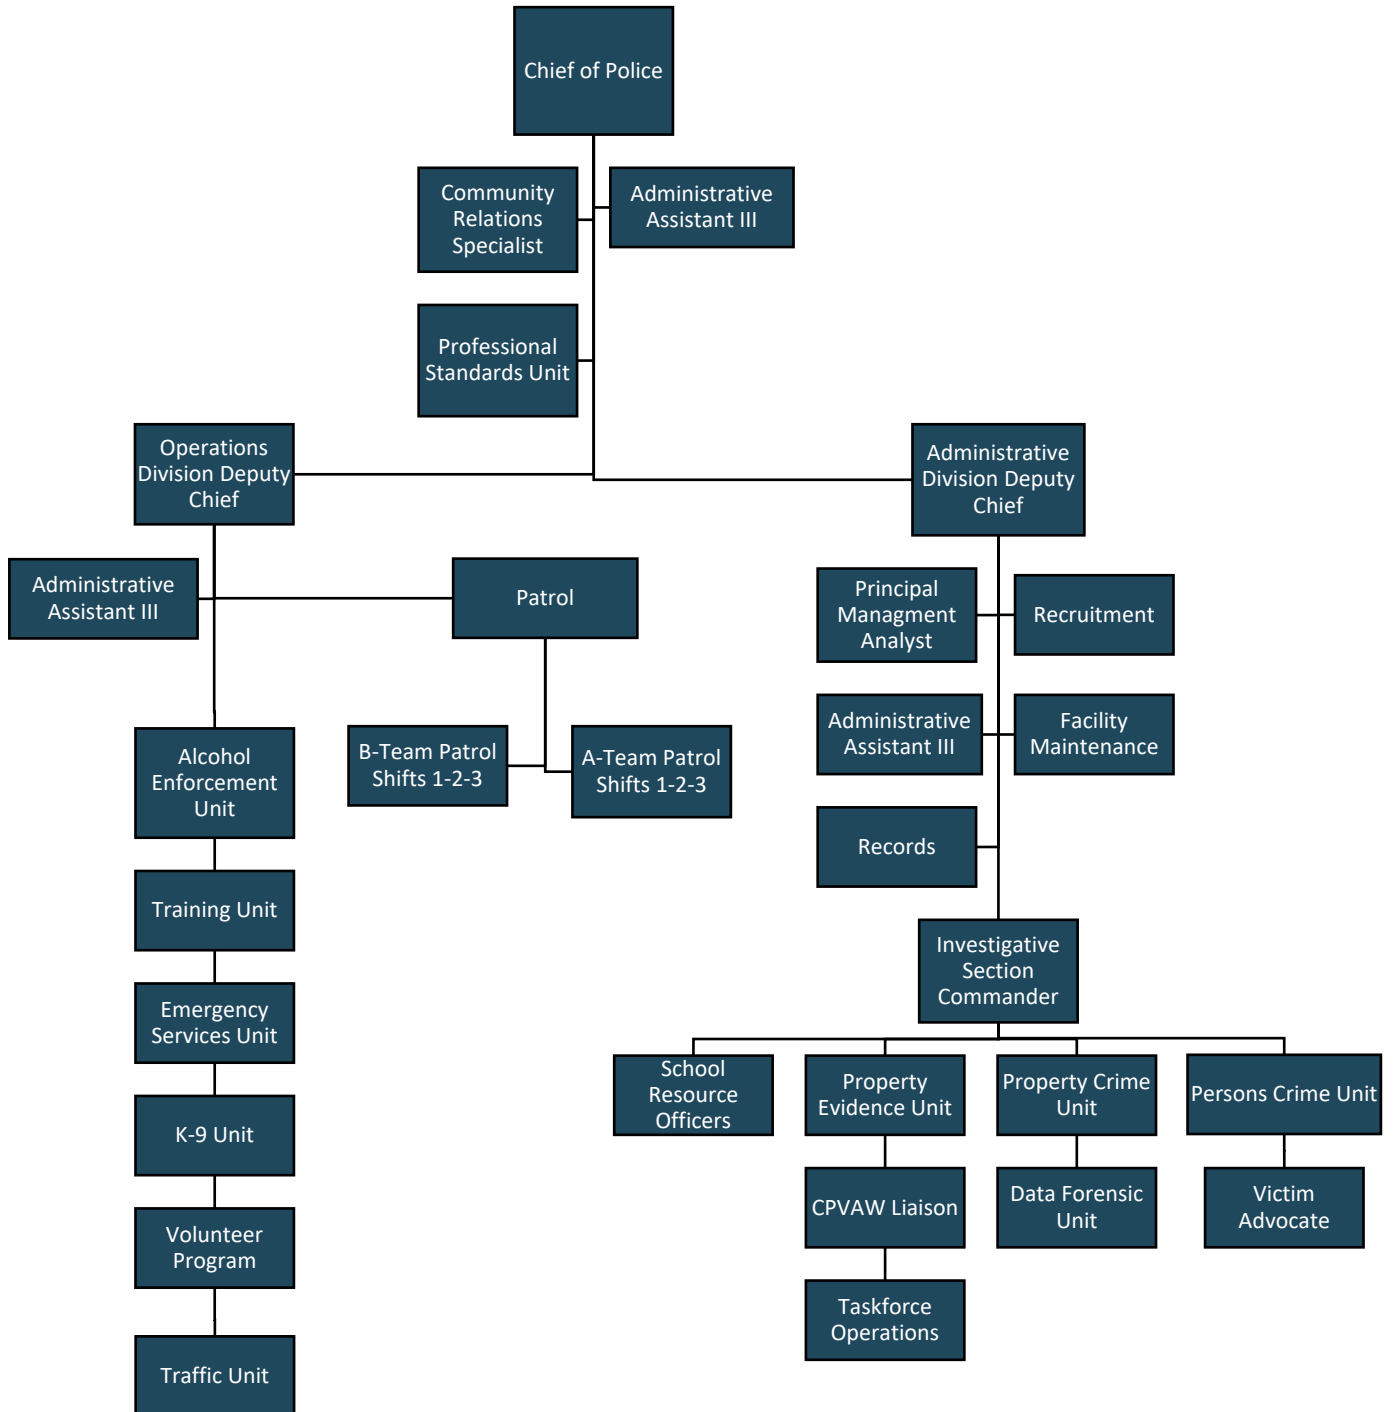 Chief of Police
Community
Relations
Specialist
Administrative
Assistant III
Professional
Standards Unit
Operations
Division Deputy
Chief
Administrative
Division Deputy
Chief
Administrative
Assistant III
Patrol
Principal
Managment
Analyst
Recruitment
B-Team Patrol
Shifts 1-2-3
A-Team Patrol
Shifts 1-2-3
Administrative
Assistant III
Facility
Maintenance
Alcohol
Enforcement
Unit
Records
Training Unit
Investigative
Section
Commander
Emergency
Services Unit
School
Resource
Officers
Property
Evidence Unit
Property Crime
Unit
Persons Crime Unit
K-9 Unit
CPVAW Liaison
Data Forensic
Unit
Victim
Advocate
Volunteer
Program
Taskforce
Operations
Traffic Unit